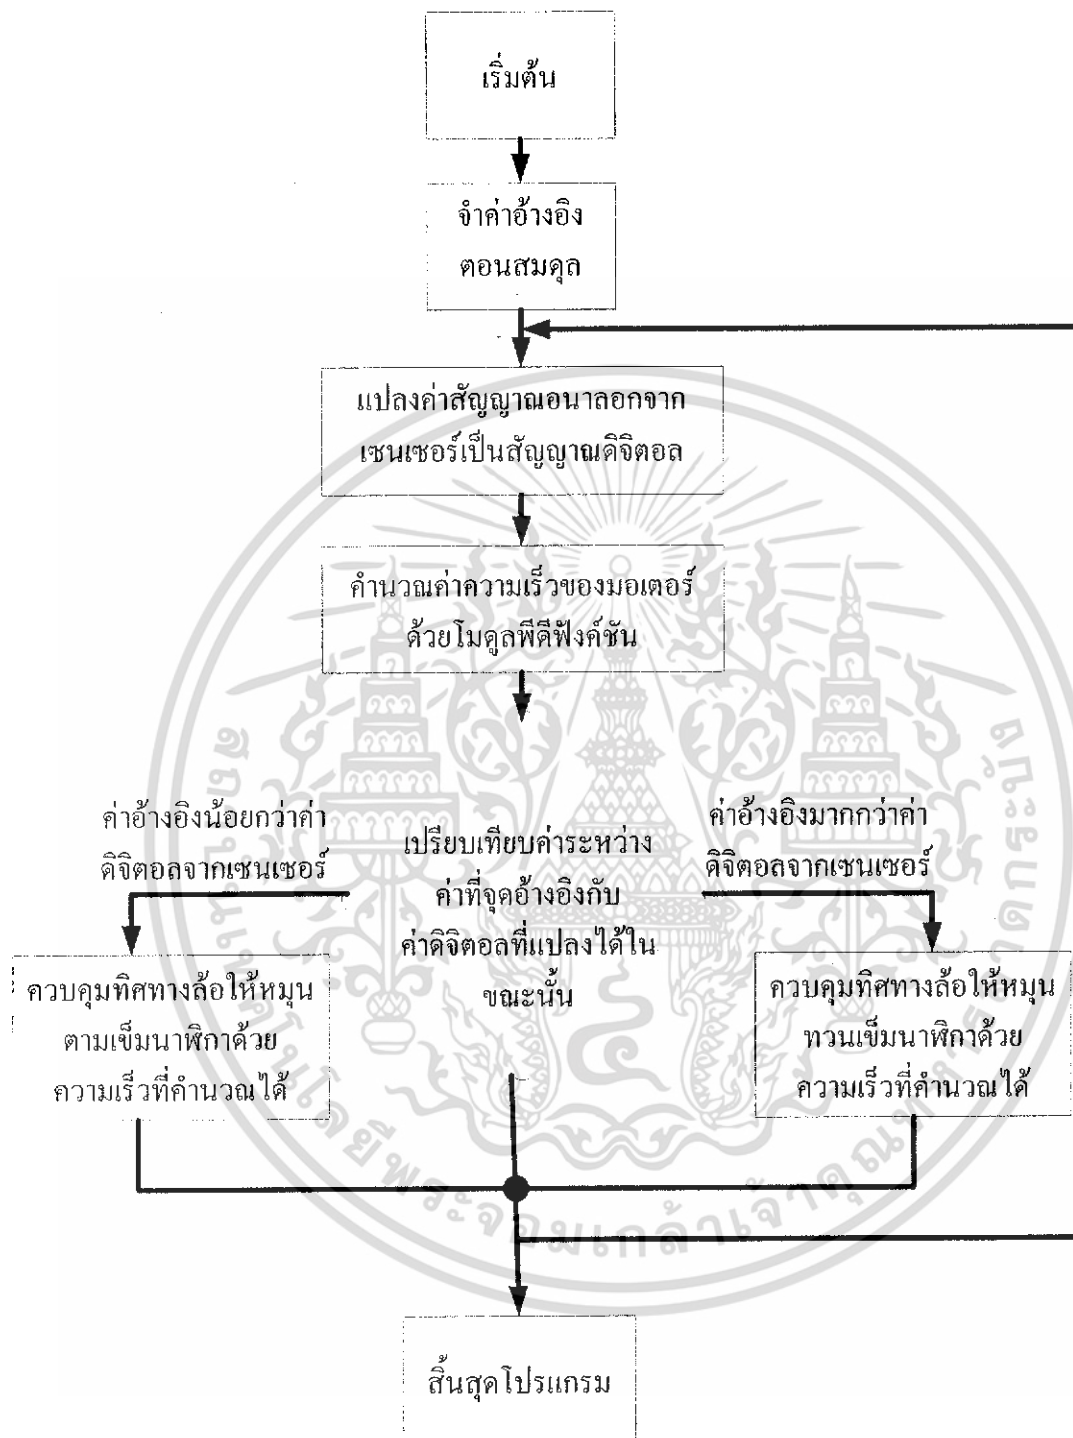 เริ่มต้น
จำค่าอ้างอิง
ตอนสมดุล
แปลงค่าสัญญาณอนาลอกจาก
เซนเซอร์เป็นสัญญาณดิจิตอล
คำนวณค่าความเร็วของมอเตอร์
ด้วยโมดูลพีดีฟังค์ชัน
ค่าอ้างอิงน้อยกว่าค่า
ดิจิตอลจากเซนเซอร์
เปรียบเทียบค่าระหว่าง
ค่าที่จุดอ้างอิงกับ
ค่าดิจิตอลที่แปลงได้ใน
ขณะนั้น
ค่าอ้างอิงมากกว่าค่า
ดิจิตอลจากเซนเซอร์
ควบคุมทิศทางล้อให้หมุน
ตามเข็มนาฬิกาด้วย
ความเร็วที่คำนวณได้
ควบคุมทิศทางล้อให้หมุน
ทวนเข็มนาฬิกาด้วย
ความเร็วที่คำนวณได้
สิ้นสุดโปรแกรม